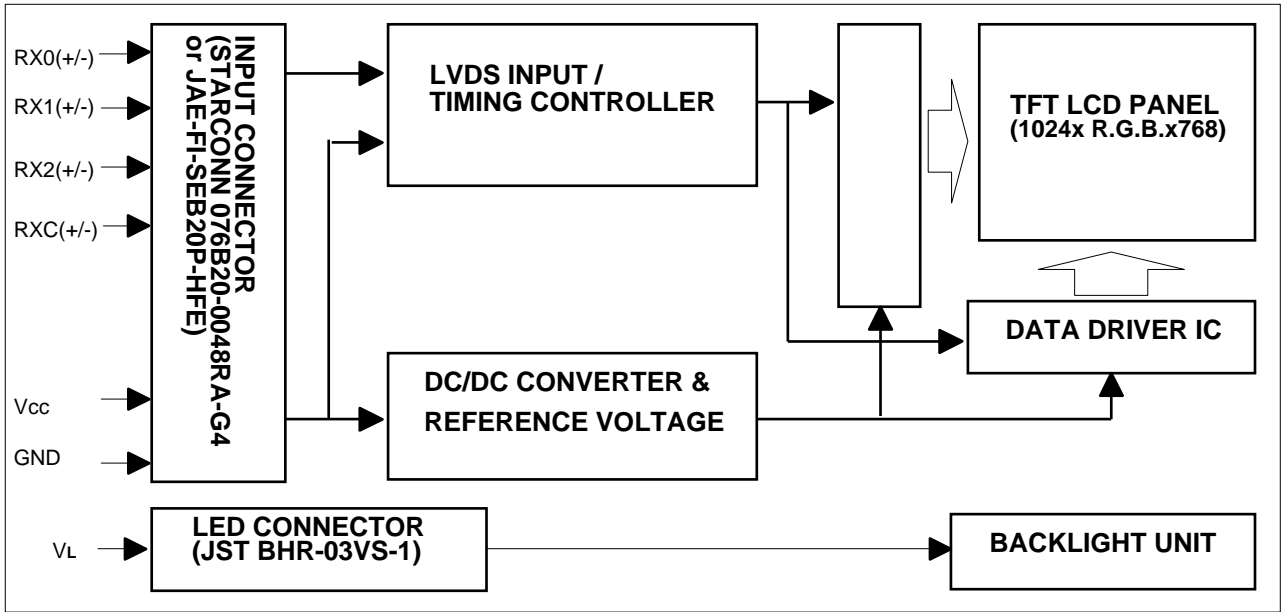 RX0(+/-)
RX1(+/-)
RX2(+/-)
RXC(+/-)
Vcc
GND
VL
INPUT CONNECTOR
(STARCONN 076B20-0048RA-G4
or JAE-FI-SEB20P-HFE)
LVDS INPUT /
TIMING CONTROLLER
TFT LCD PANEL
(1024x R.G.B.x768)
DATA DRIVER IC
DC/DC CONVERTER &
REFERENCE VOLTAGE
LED CONNECTOR
(JST BHR-03VS-1)
BACKLIGHT UNIT